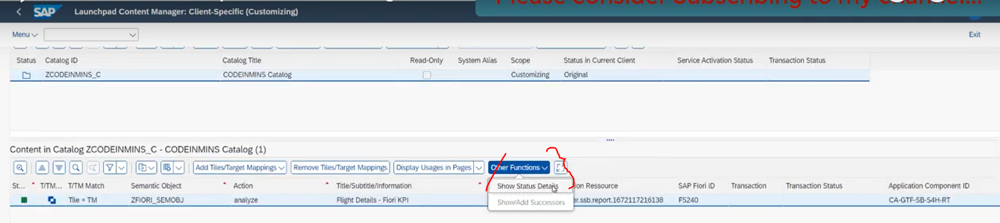 Please consider Subscribing to my channel...
SAP Launchpad Content Manager: Client-Specific (Customizing)
Menu
Exit
Status Catalog ID Catalog Title Read-Only System Alias Scope Status in Current Client Service Activation Status Transaction Status
ZCODEINMINS_C CODEINMINS Catalog Customizing Original
Content in Catalog ZCODEINMINS_C - CODEINMINS Catalog (1)
Add Tiles/Target Mappings Remove Tiles/Target Mappings Display Usages in Pages Other Functions
St... T/TM... T/TM Match Semantic Object Action Title/Subtitle/Information Show Status Details on Ressource SAP Fiori ID Transaction Transaction Status Application Component ID
Tile + TM ZFIORI_SEMOBJ analyze Flight Details - Fiori KPI Show/Add Successors er.ssb.report.1672117216138 F5240 CA-GTF-SB-S4H-RT